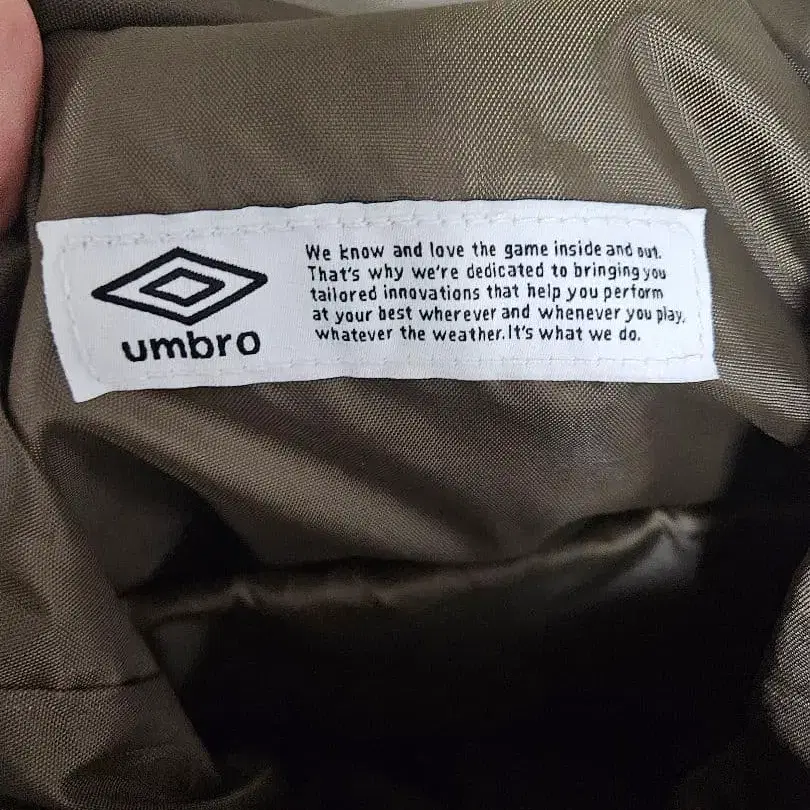 umbro
We know and love the game inside and out.
That's why we're dedicated to bringing you
tailored innovations that help you perform
at your best wherever and whenever you play,
whatever the weather. It's what we do.